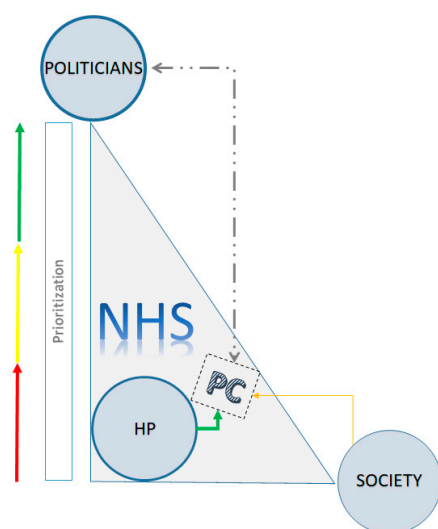 POLITICIANS
Prioritization
NHS
PC
HP
SOCIETY